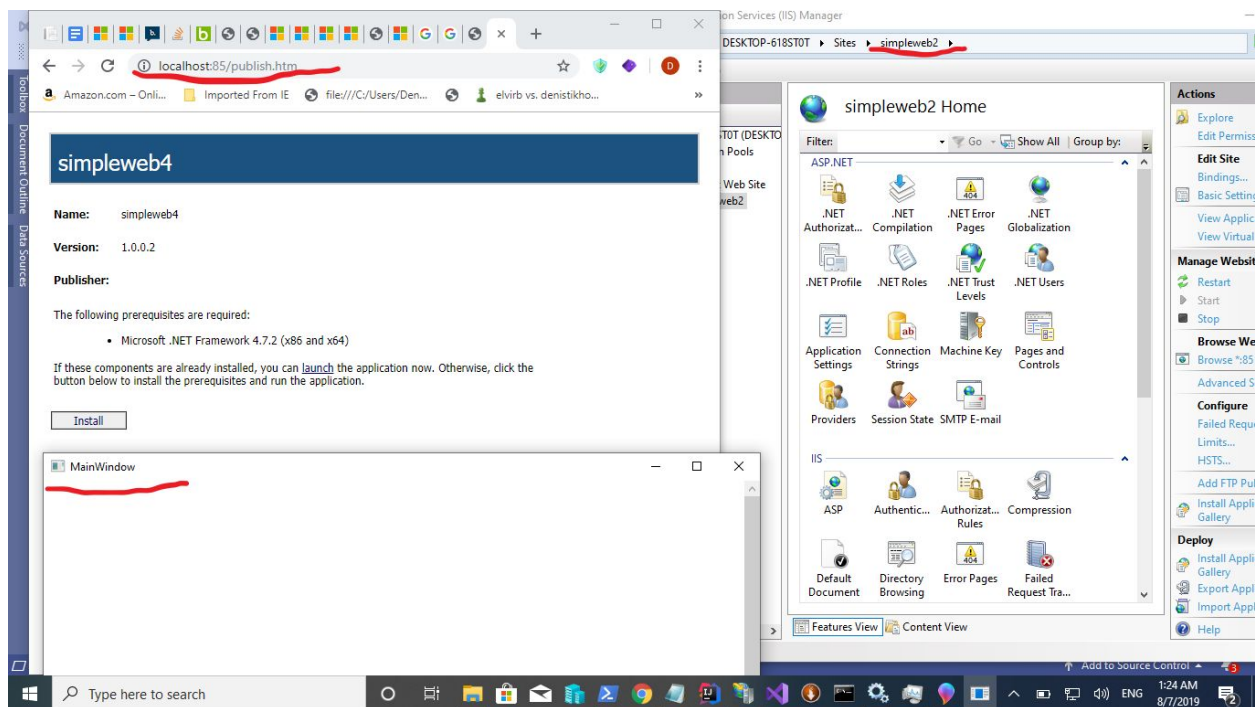 ion Services (IIS) Manager
DESKTOP-618ST0T
Sites
simpleweb2
localhost:85/publish.htm
D
Amazon.com – Onli...
Imported From IE
file:///C:/Users/Den...
elvirb vs. denistikho...
»
Toolbox
Document Outline
Data Sources
simpleweb4
Name: simpleweb4
Version: 1.0.0.2
Publisher:
The following prerequisites are required:
• Microsoft .NET Framework 4.7.2 (x86 and x64)
If these components are already installed, you can launch the application now. Otherwise, click the
button below to install the prerequisites and run the application.
Install
MainWindow
T0T (DESKTO
n Pools
Web Site
web2
simpleweb2 Home
Filter:
Go
Show All
Group by:
ASP.NET
.NET Authorizat...
.NET Compilation
.NET Error Pages
.NET Globalization
.NET Profile
.NET Roles
.NET Trust Levels
.NET Users
Application Settings
Connection Strings
Machine Key
Pages and Controls
Providers
Session State
SMTP E-mail
IIS
ASP
Authentic...
Authorizat... Rules
Compression
Default Document
Directory Browsing
Error Pages
Failed Request Tra...
Features View
Content View
Actions
Explore
Edit Permiss
Edit Site
Bindings...
Basic Setting
View Applic
View Virtual
Manage Websit
Restart
Start
Stop
Browse We
Browse *:85
Advanced S
Configure
Failed Reque
Limits...
HSTS...
Add FTP Pul
Install Appli
Gallery
Deploy
Install Appli
Gallery
Export Appl
Import Appl
Help
Add to Source Control
3
Type here to search
ENG
1:24 AM
8/7/2019
2